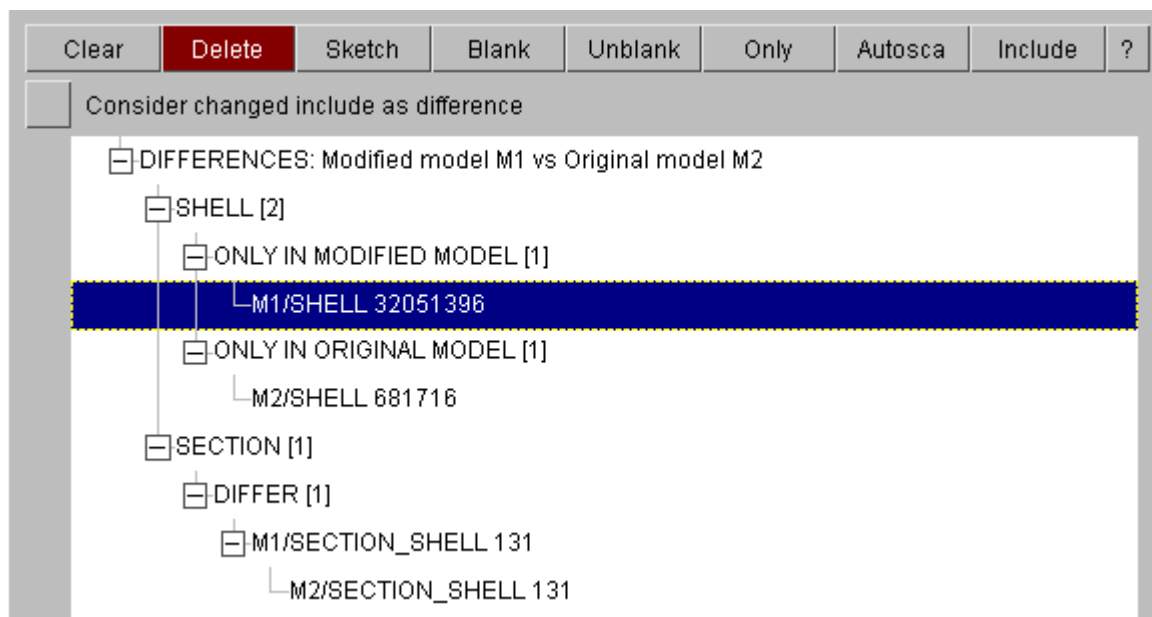 Clear Delete Sketch Blank Unblank Only Autosca Include ?
Consider changed include as difference
DIFFERENCES: Modified model M1 vs Original model M2
SHELL [2]
ONLY IN MODIFIED MODEL [1]
M1/SHELL 32051396
ONLY IN ORIGINAL MODEL [1]
M2/SHELL 681716
SECTION [1]
DIFFER [1]
M1/SECTION_SHELL 131
M2/SECTION_SHELL 131